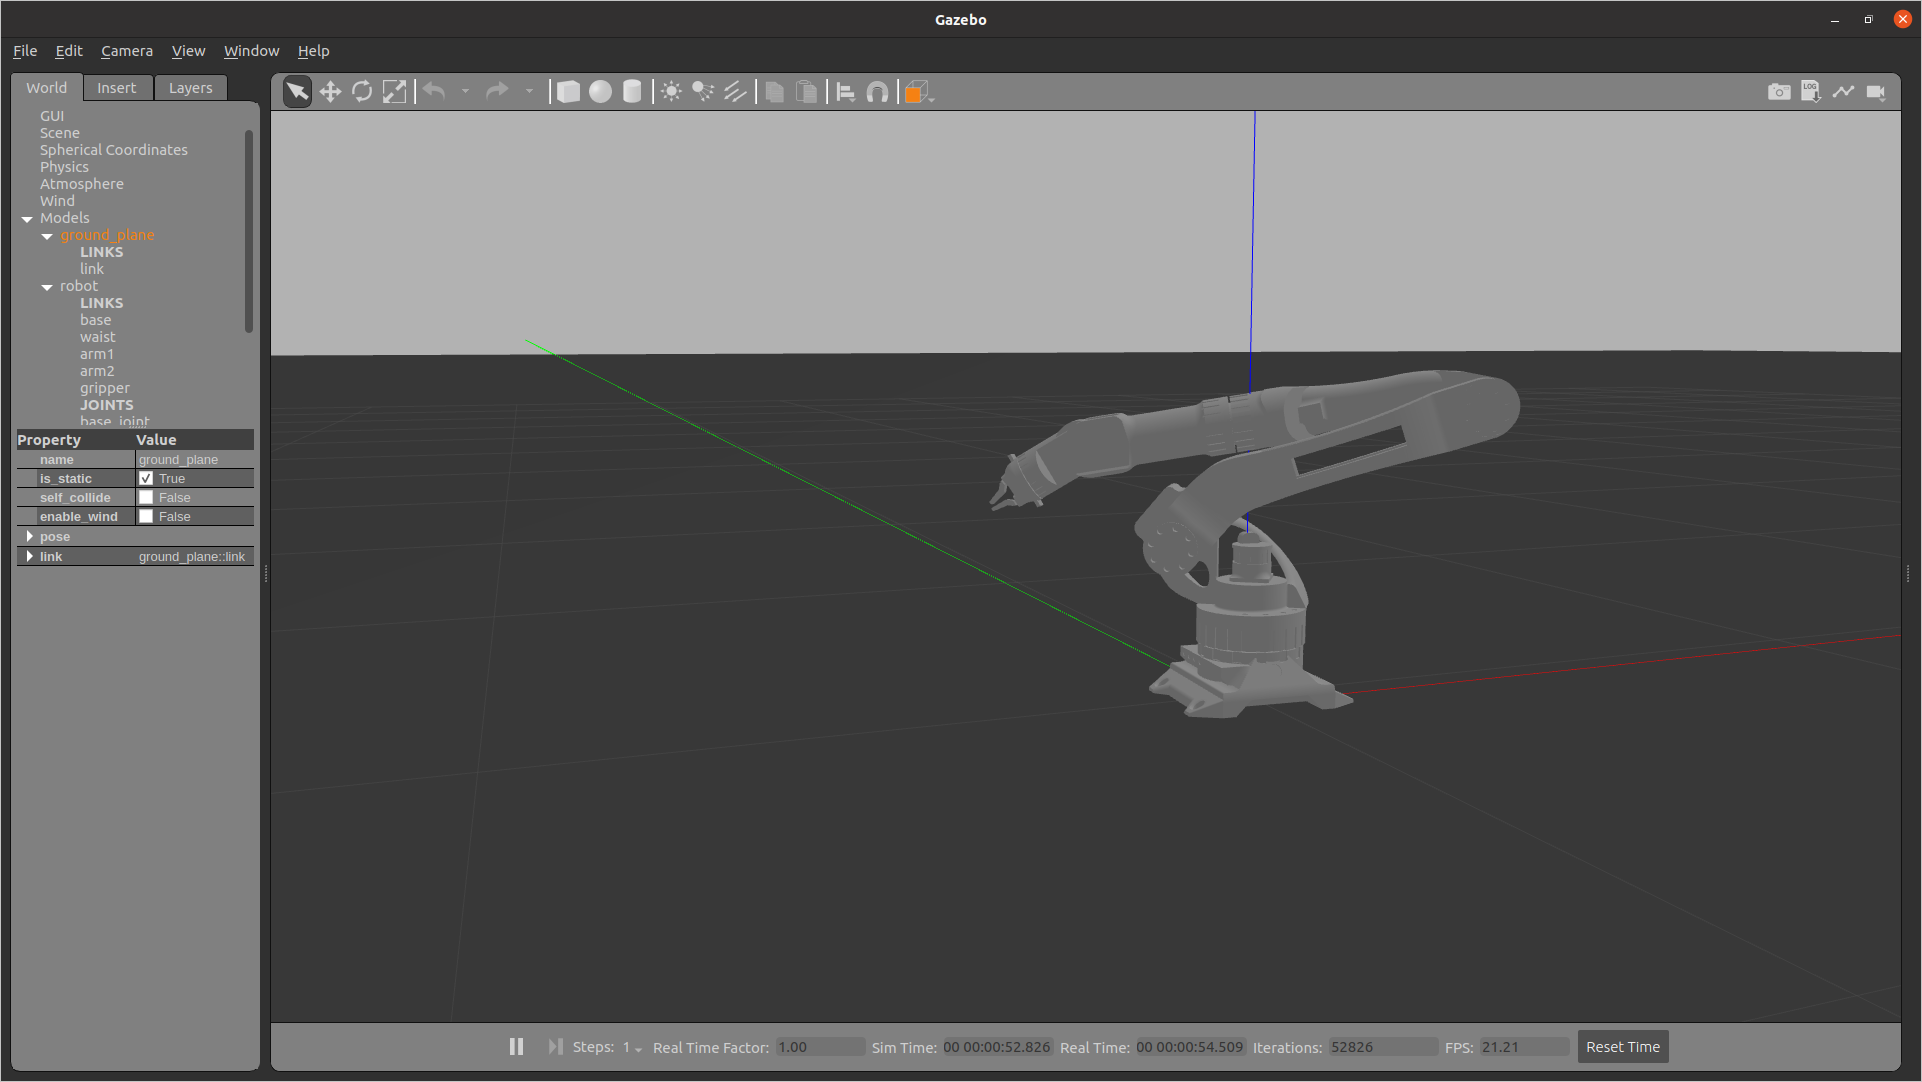 Gazebo
File Edit Camera View Window Help
World Insert Layers
LOG
GUI
Scene
Spherical Coordinates
Physics
Atmosphere
Wind
Models
ground_plane
LINKS
link
robot
LINKS
base
waist
arm1
arm2
gripper
JOINTS
base_joint
Property Value
name ground_plane
is_static True
self_collide False
enable_wind False
pose
link ground_plane::link
Steps: 1 Real Time Factor: 1.00 Sim Time: 00 00:00:52.826 Real Time: 00 00:00:54.509 Iterations: 52826 FPS: 21.21 Reset Time